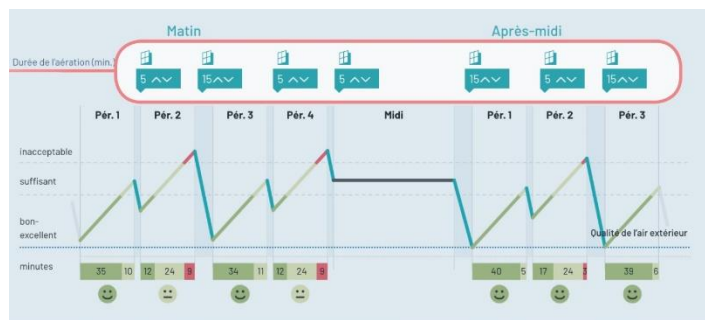 Matin
Après-midi
Durée de l'aération (min.)
5 15 5 5 15 5 15
Pér. 1 Pér. 2 Pér. 3 Pér. 4 Midi Pér. 1 Pér. 2 Pér. 3
inacceptable
suffisant
bon-
excellent
Qualité de l'air extérieur
minutes
35 10 12 24 9 34 11 12 24 9 40 5 17 24 3 39 6